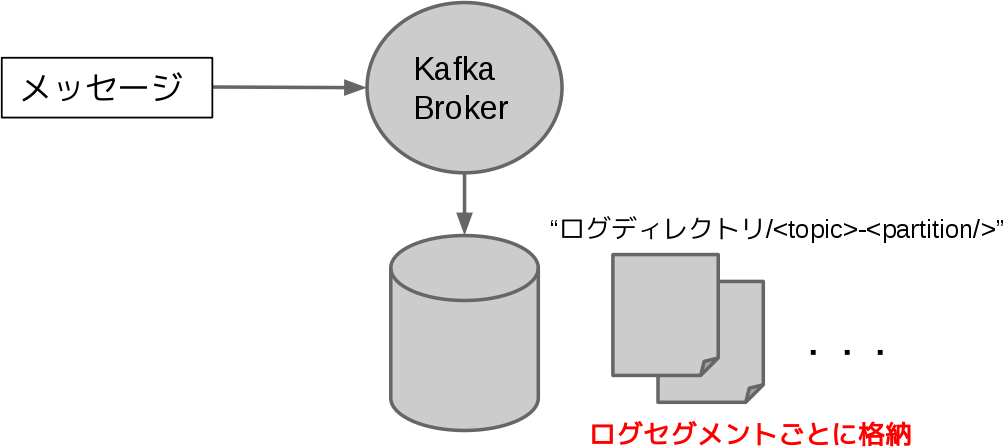 メッセージ
Kafka
Broker
“ログディレクトリ/<topic>-<partition/>”
・・・
ログセグメントごとに格納